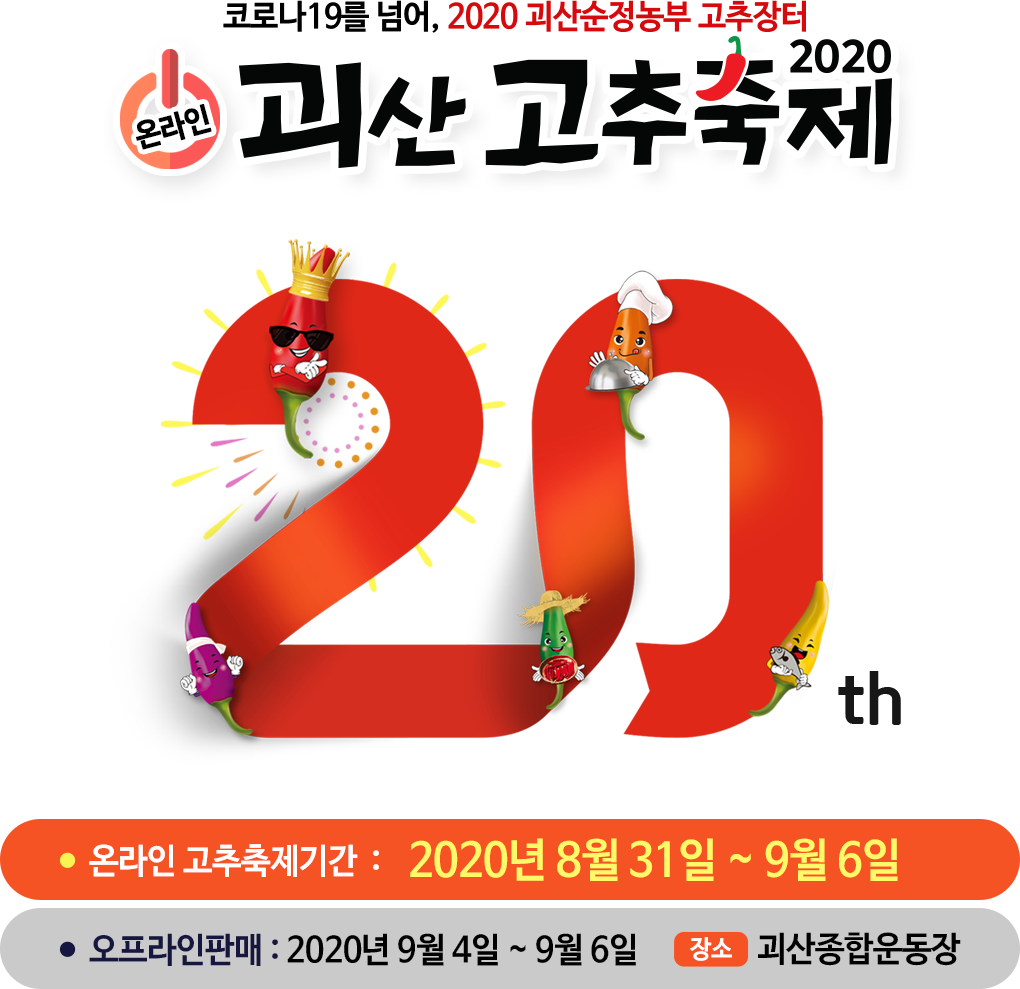 코로나19를 넘어, 2020 괴산순정농부 고추장터
온라인 괴산 고추축제 2020
20th
• 온라인 고추축제기간 : 2020년 8월 31일 ~ 9월 6일
• 오프라인판매 : 2020년 9월 4일 ~ 9월 6일 장소 괴산종합운동장